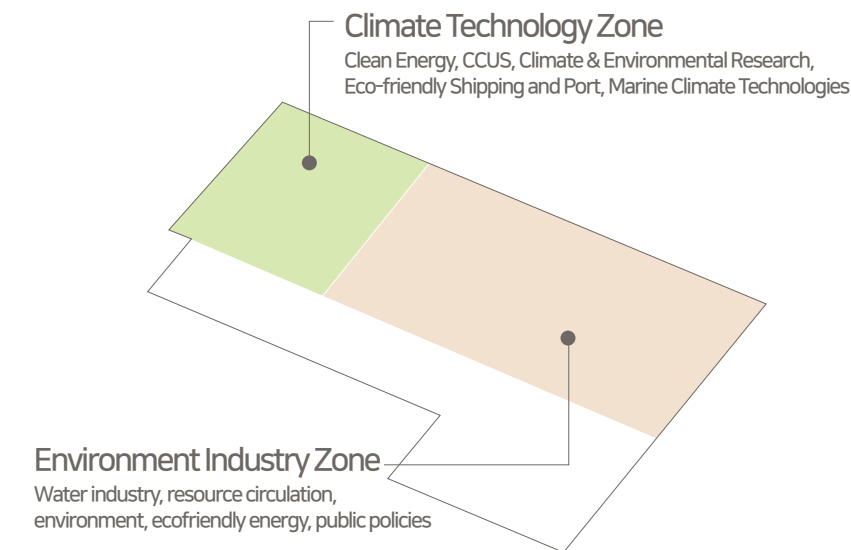 Climate Technology Zone
Clean Energy, CCUS, Climate & Environmental Research,
Eco-friendly Shipping and Port, Marine Climate Technologies
Environment Industry Zone
Water industry, resource circulation,
environment, ecofriendly energy, public policies